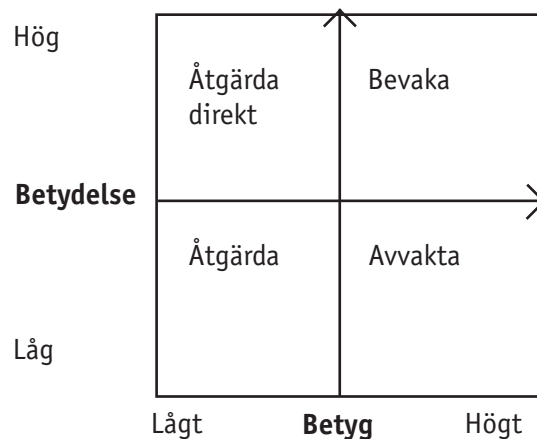 Hög
Åtgärda
direkt
Bevaka
Betydelse
Åtgärda
Avvakta
Låg
Lågt
Betyg
Högt